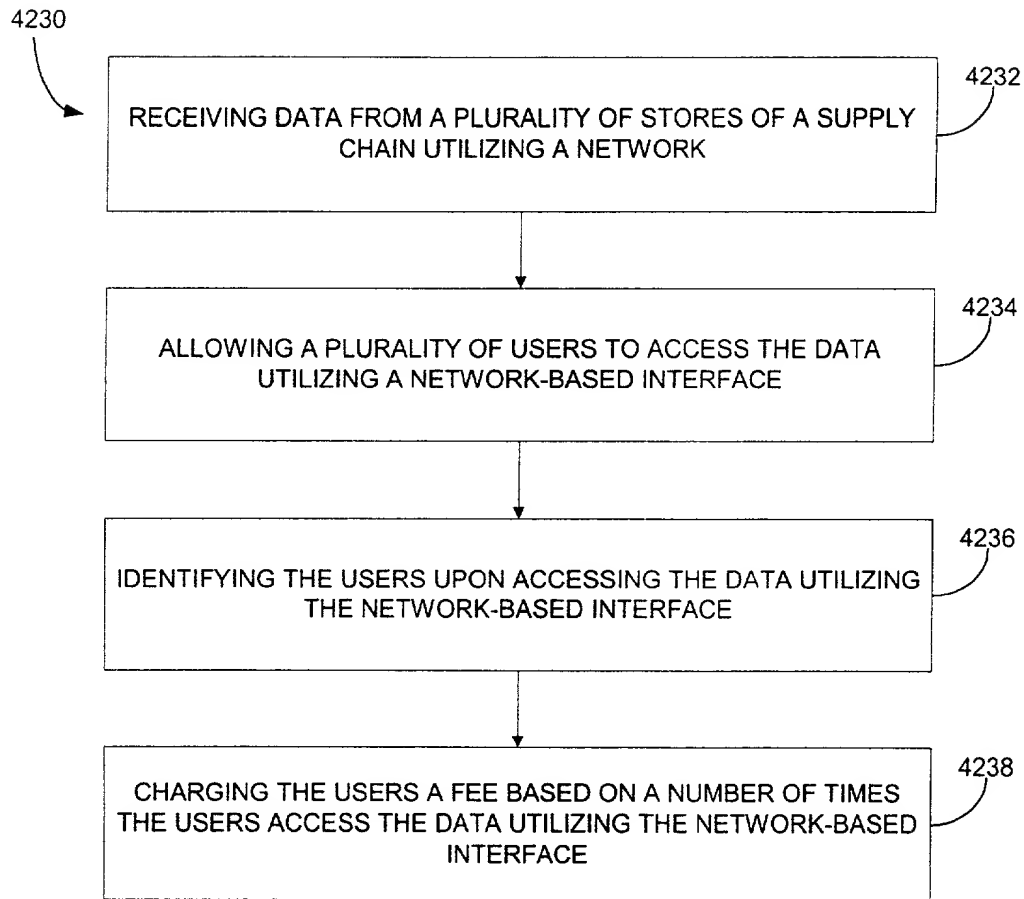 4230
4232
RECEIVING DATA FROM A PLURALITY OF STORES OF A SUPPLY
CHAIN UTILIZING A NETWORK
4234
ALLOWING A PLURALITY OF USERS TO ACCESS THE DATA
UTILIZING A NETWORK-BASED INTERFACE
4236
IDENTIFYING THE USERS UPON ACCESSING THE DATA UTILIZING
THE NETWORK-BASED INTERFACE
4238
CHARGING THE USERS A FEE BASED ON A NUMBER OF TIMES
THE USERS ACCESS THE DATA UTILIZING THE NETWORK-BASED
INTERFACE